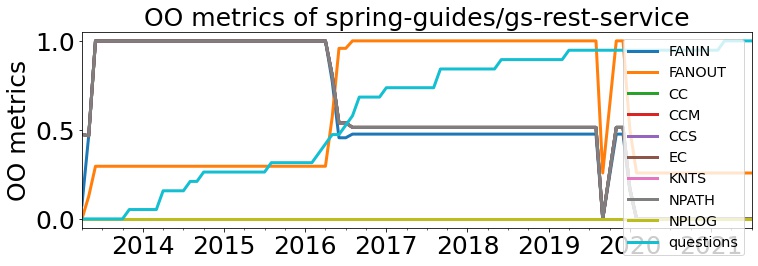 OO metrics of spring-guides/gs-rest-service
OO metrics
1.0
0.5
0.0
2014 2015 2016 2017 2018 2019 2020 2021
FANIN
FANOUT
CC
CCM
CCS
EC
KNTS
NPATH
NPLOG
questions